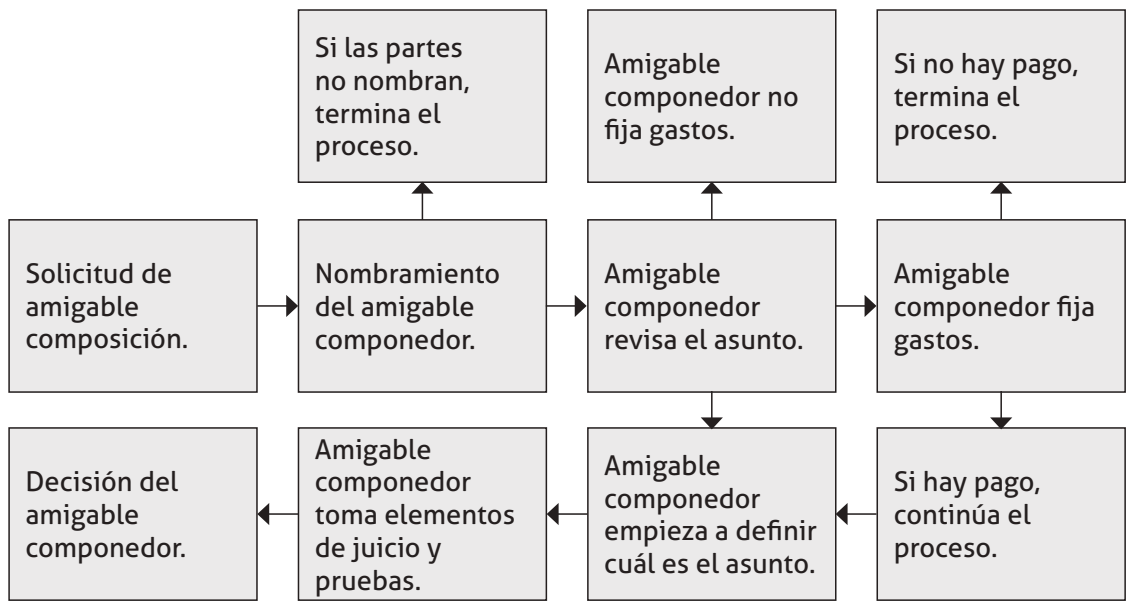 Si las partes
no nombran,
termina el
proceso.
Amigable
componedor no
fija gastos.
Si no hay pago,
termina el
proceso.
Solicitud de
amigable
composición.
Nombramiento
del amigable
componedor.
Amigable
componedor
revisa el asunto.
Amigable
componedor fija
gastos.
Decisión del
amigable
componedor.
Amigable
componedor
toma elementos
de juicio y
pruebas.
Amigable
componedor
empieza a definir
cuál es el asunto.
Si hay pago,
continúa el
proceso.